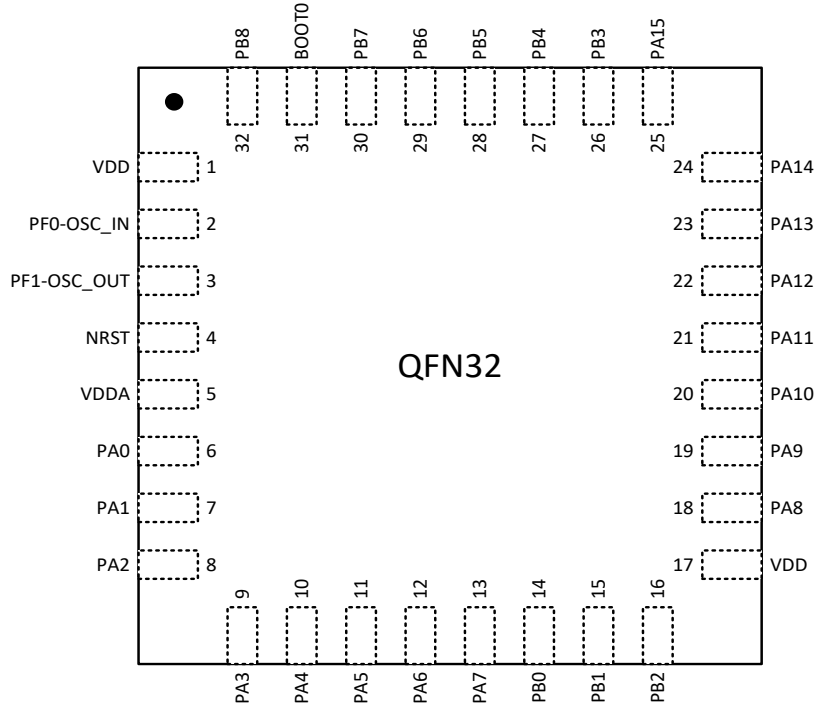 PB8 BOOT0 PB7 PB6 PB5 PB4 PB3 PA15
32 31 30 29 28 27 26 25
VDD 1 24 PA14
PF0-OSC_IN 2 23 PA13
PF1-OSC_OUT 3 22 PA12
NRST 4 21 PA11
QFN32
VDDA 5 20 PA10
PA0 6 19 PA9
PA1 7 18 PA8
PA2 8 17 VDD
9 10 11 12 13 14 15 16
PA3 PA4 PA5 PA6 PA7 PB0 PB1 PB2